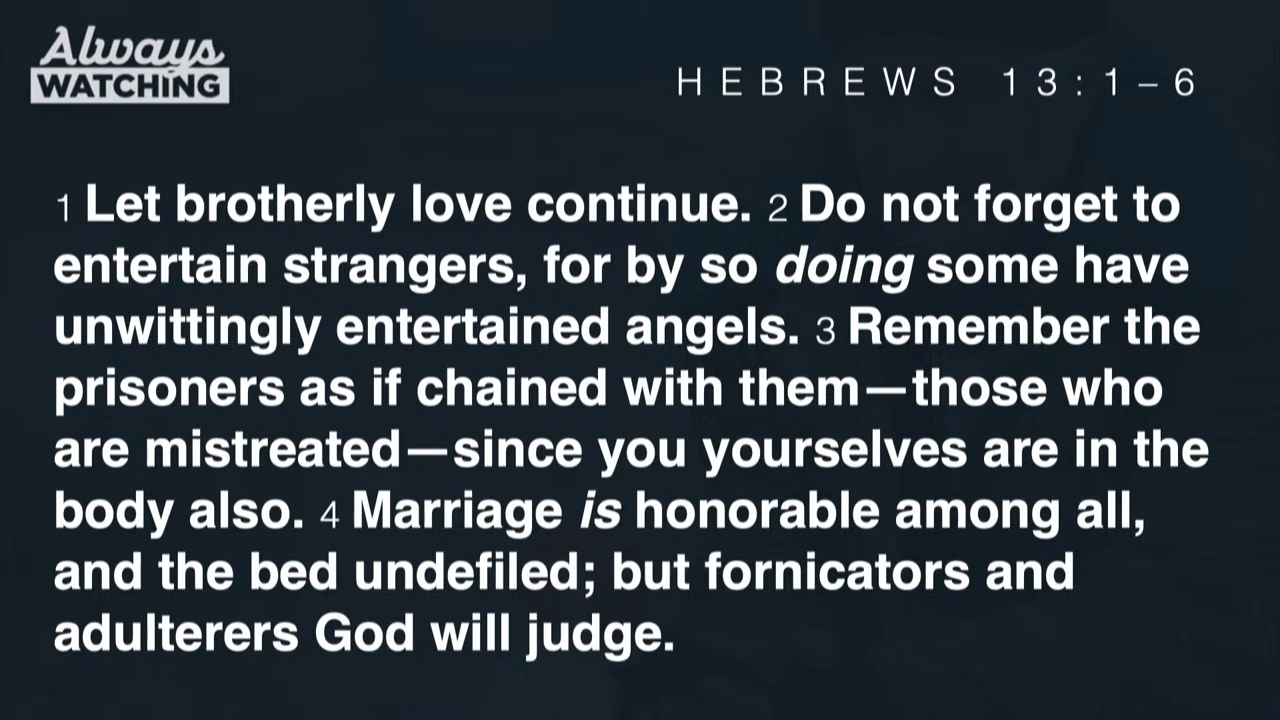 Always
WATCHING
HEBREWS 13:1–6
1 Let brotherly love continue. 2 Do not forget to
entertain strangers, for by so doing some have
unwittingly entertained angels. 3 Remember the
prisoners as if chained with them—those who
are mistreated—since you yourselves are in the
body also. 4 Marriage is honorable among all,
and the bed undefiled; but fornicators and
adulterers God will judge.